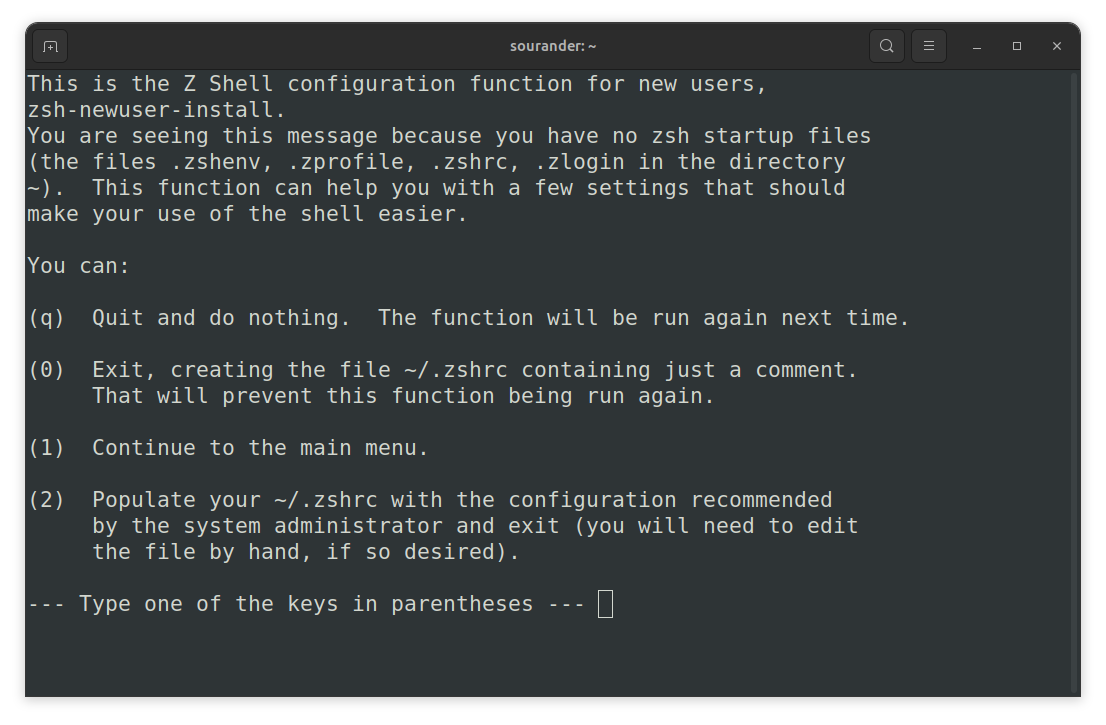 sourander: ~
This is the Z Shell configuration function for new users,
zsh-newuser-install.
You are seeing this message because you have no zsh startup files
(the files .zshenv, .zprofile, .zshrc, .zlogin in the directory
~).  This function can help you with a few settings that should
make your use of the shell easier.

You can:

(q)  Quit and do nothing.  The function will be run again next time.

(0)  Exit, creating the file ~/.zshrc containing just a comment.
     That will prevent this function being run again.

(1)  Continue to the main menu.

(2)  Populate your ~/.zshrc with the configuration recommended
     by the system administrator and exit (you will need to edit
     the file by hand, if so desired).

--- Type one of the keys in parentheses ---